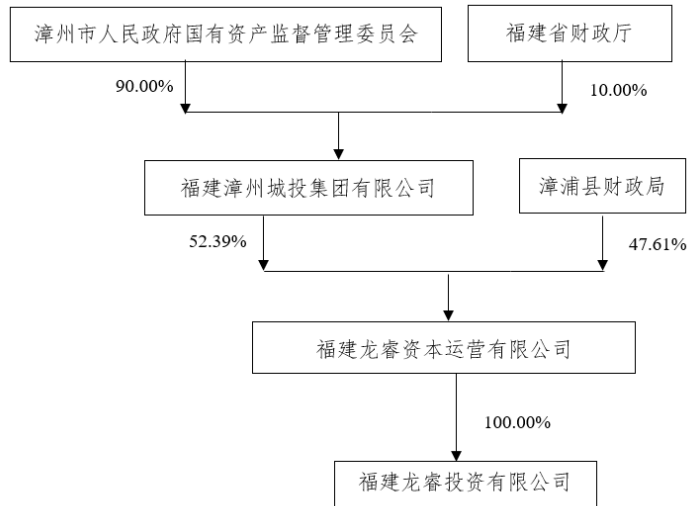 漳州市人民政府国有资产监督管理委员会
福建省财政厅
90.00%
10.00%
福建漳州城投集团有限公司
漳浦县财政局
52.39%
47.61%
福建龙睿资本运营有限公司
100.00%
福建龙睿投资有限公司